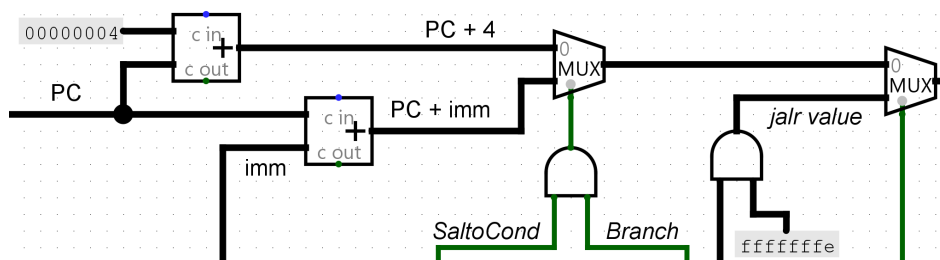 00000004
c in
+
c out
PC + 4
0
MUX
PC
c in
+
c out
PC + imm
imm
0
MUX
jalr value
SaltoCond
Branch
fffffffe